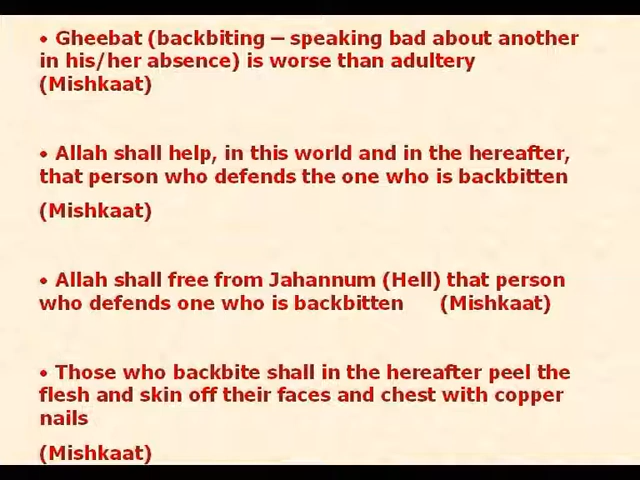 • Gheebat (backbiting – speaking bad about another
in his/her absence) is worse than adultery
(Mishkaat)
• Allah shall help, in this world and in the hereafter,
that person who defends the one who is backbitten
(Mishkaat)
• Allah shall free from Jahannum (Hell) that person
who defends one who is backbitten (Mishkaat)
• Those who backbite shall in the hereafter peel the
flesh and skin off their faces and chest with copper
nails
(Mishkaat)